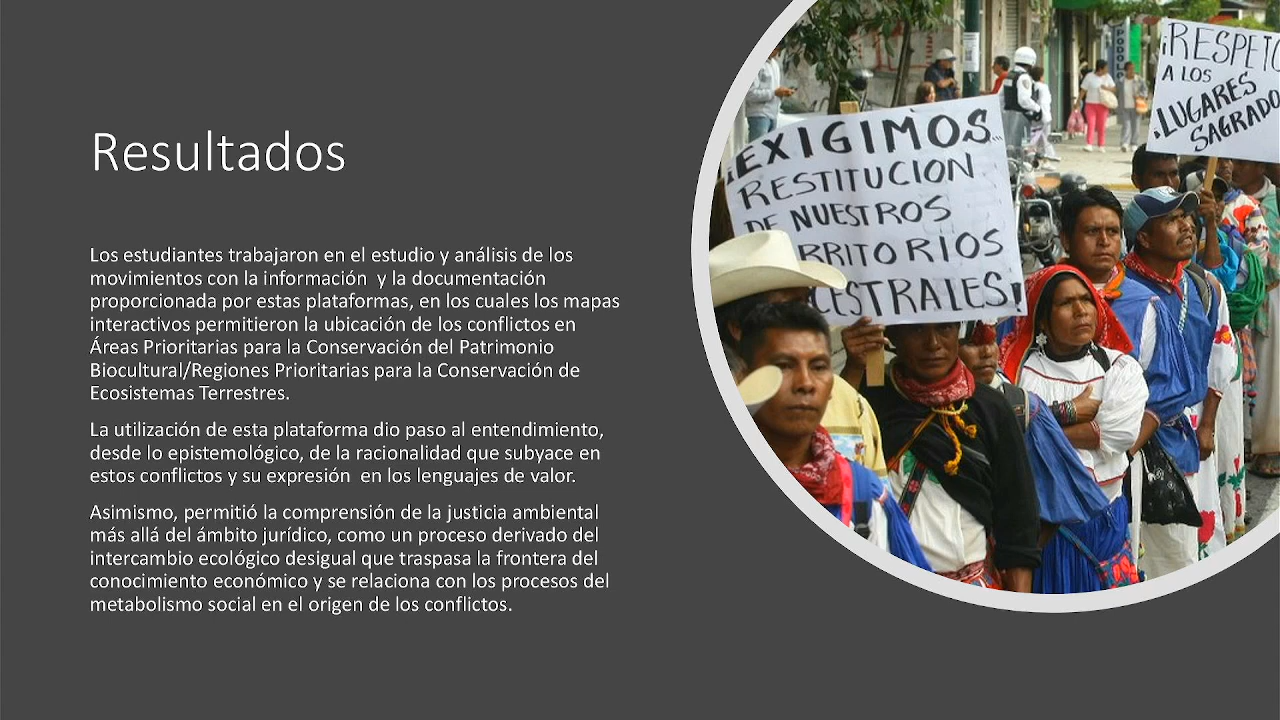 Resultados
Los estudiantes trabajaron en el estudio y análisis de los
movimientos con la información  y la documentación
proporcionada por estas plataformas, en los cuales los mapas
interactivos permitieron la ubicación de los conflictos en
Áreas Prioritarias para la Conservación del Patrimonio
Biocultural/Regiones Prioritarias para la Conservación de
Ecosistemas Terrestres.
La utilización de esta plataforma dio paso al entendimiento,
desde lo epistemológico, de la racionalidad que subyace en
estos conflictos y su expresión  en los lenguajes de valor.
Asimismo, permitió la comprensión de la justicia ambiental
más allá del ámbito jurídico, como un proceso derivado del
intercambio ecológico desigual que traspasa la frontera del
conocimiento económico y se relaciona con los procesos del
metabolismo social en el origen de los conflictos.
¡EXIGIMOS..
RESTITUCION
DE NUESTROS
RRITORIOS
CESTRALES!
¡RESPETO
A LOS
¡LUGARES
SAGRADO
PODOLO